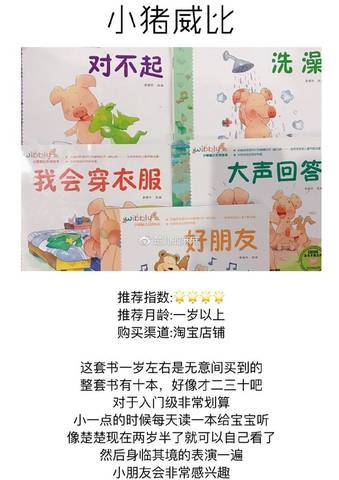 小猪威比
对不起
洗澡
wibbly
我会穿衣服
wibbly
大声回答
wibbly
好朋友
推荐指数:🌟🌟🌟🌟
推荐月龄:一岁以上
购买渠道:淘宝店铺
这套书一岁左右是无意间买到的
整套书有十本，好像才二三十吧
对于入门级非常划算
小一点的时候每天读一本给宝宝听
像楚楚现在两岁半了就可以自己看了
然后身临其境的表演一遍
小朋友会非常感兴趣